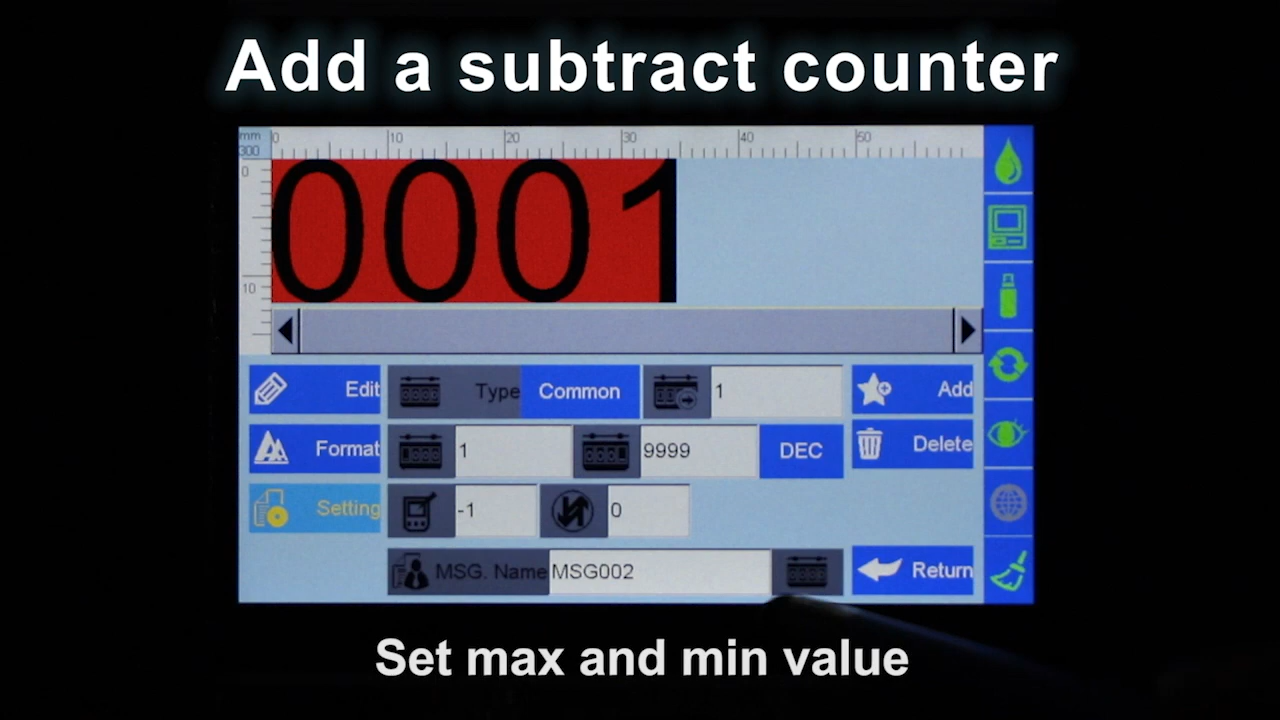 Add a subtract counter
mm 0 10 20 30 40 50
300
0
0001
10
Edit Type Common 1 Add
Format 1 9999 DEC Delete
Setting -1 0
MSG. Name MSG002 Return
Set max and min value